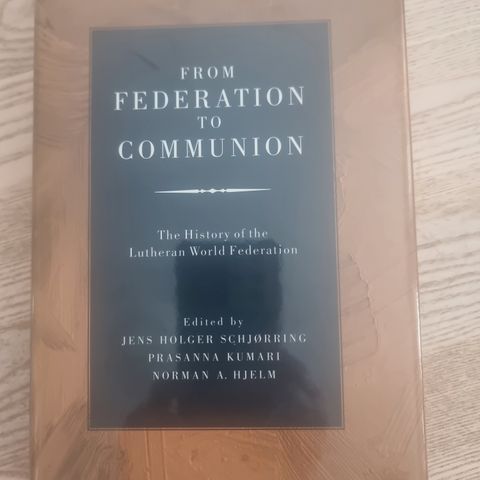 FROM
FEDERATION
TO
COMMUNION
The History of the
Lutheran World Federation
Edited by
JENS HOLGER SCHJØRRING
PRASANNA KUMARI
NORMAN A. HJELM